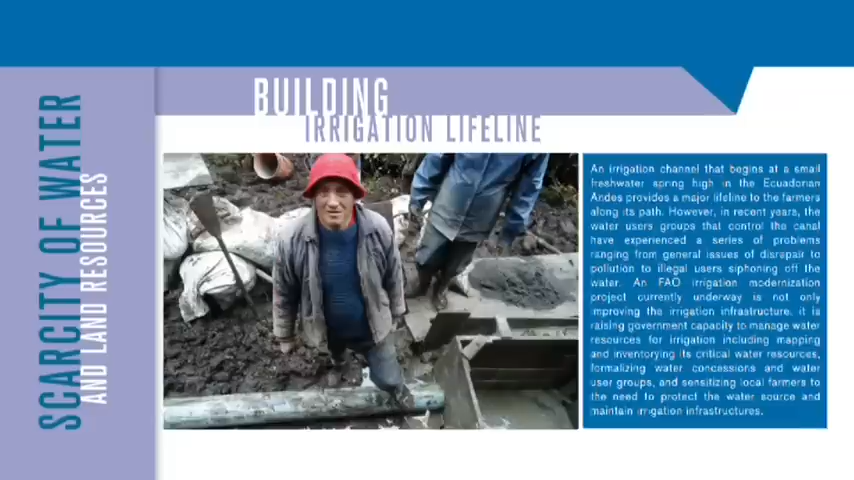 SCARCITY OF WATER
AND LAND RESOURCES
BUILDING
IRRIGATION LIFELINE
An irrigation channel that begins at a small
freshwater spring high in the Ecuadorian
Andes provides a major lifeline to the farmers
along its path. However, in recent years, the
water users groups that control the canal
have experienced a series of problems
ranging from general issues of disrepair to
pollution to illegal users siphoning off the
water. An FAO irrigation modernization
project currently underway is not only
improving the irrigation infrastructure, it is
raising government capacity to manage water
resources for irrigation including mapping
and inventorying its critical water resources,
formalizing water concessions and water
user groups, and sensitizing local farmers to
the need to protect the water source and
maintain irrigation infrastructures.